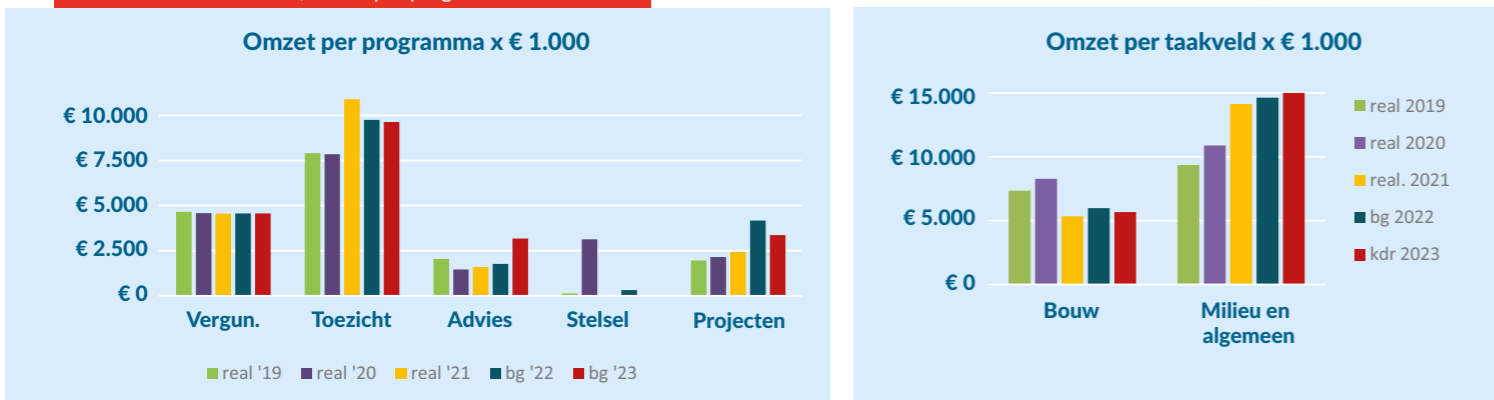 Omzet per programma x € 1.000
€ 10.000
€ 7.500
€ 5.000
€ 2.500
€ 0
Vergun.
Toezicht
Advies
Stelsel
Projecten
real '19
real '20
real '21
bg '22
bg '23
Omzet per taakveld x € 1.000
€ 15.000
€ 10.000
€ 5.000
€ 0
Bouw
Milieu en
algemeen
real 2019
real 2020
real. 2021
bg 2022
kdr 2023